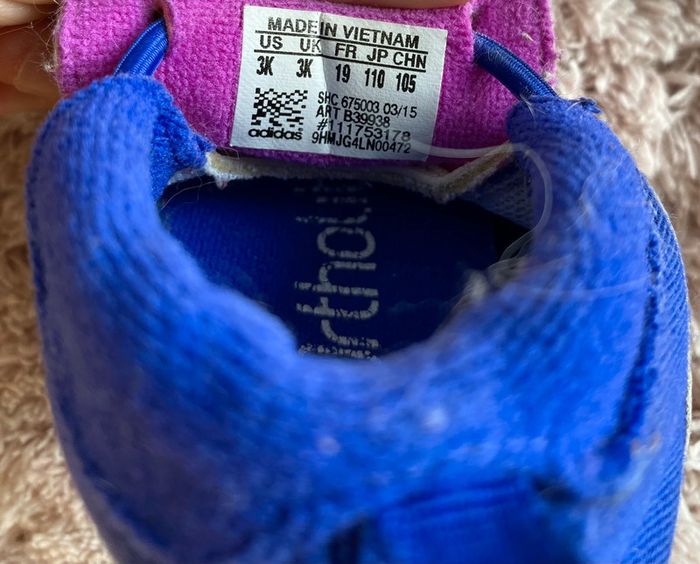 MADE IN VIETNAM
US UK FR JP CHN
3K 3K 19 110 105
SHC 675003 03/15
ART B39938
#111753178
adidas 9HMJG4LN00472